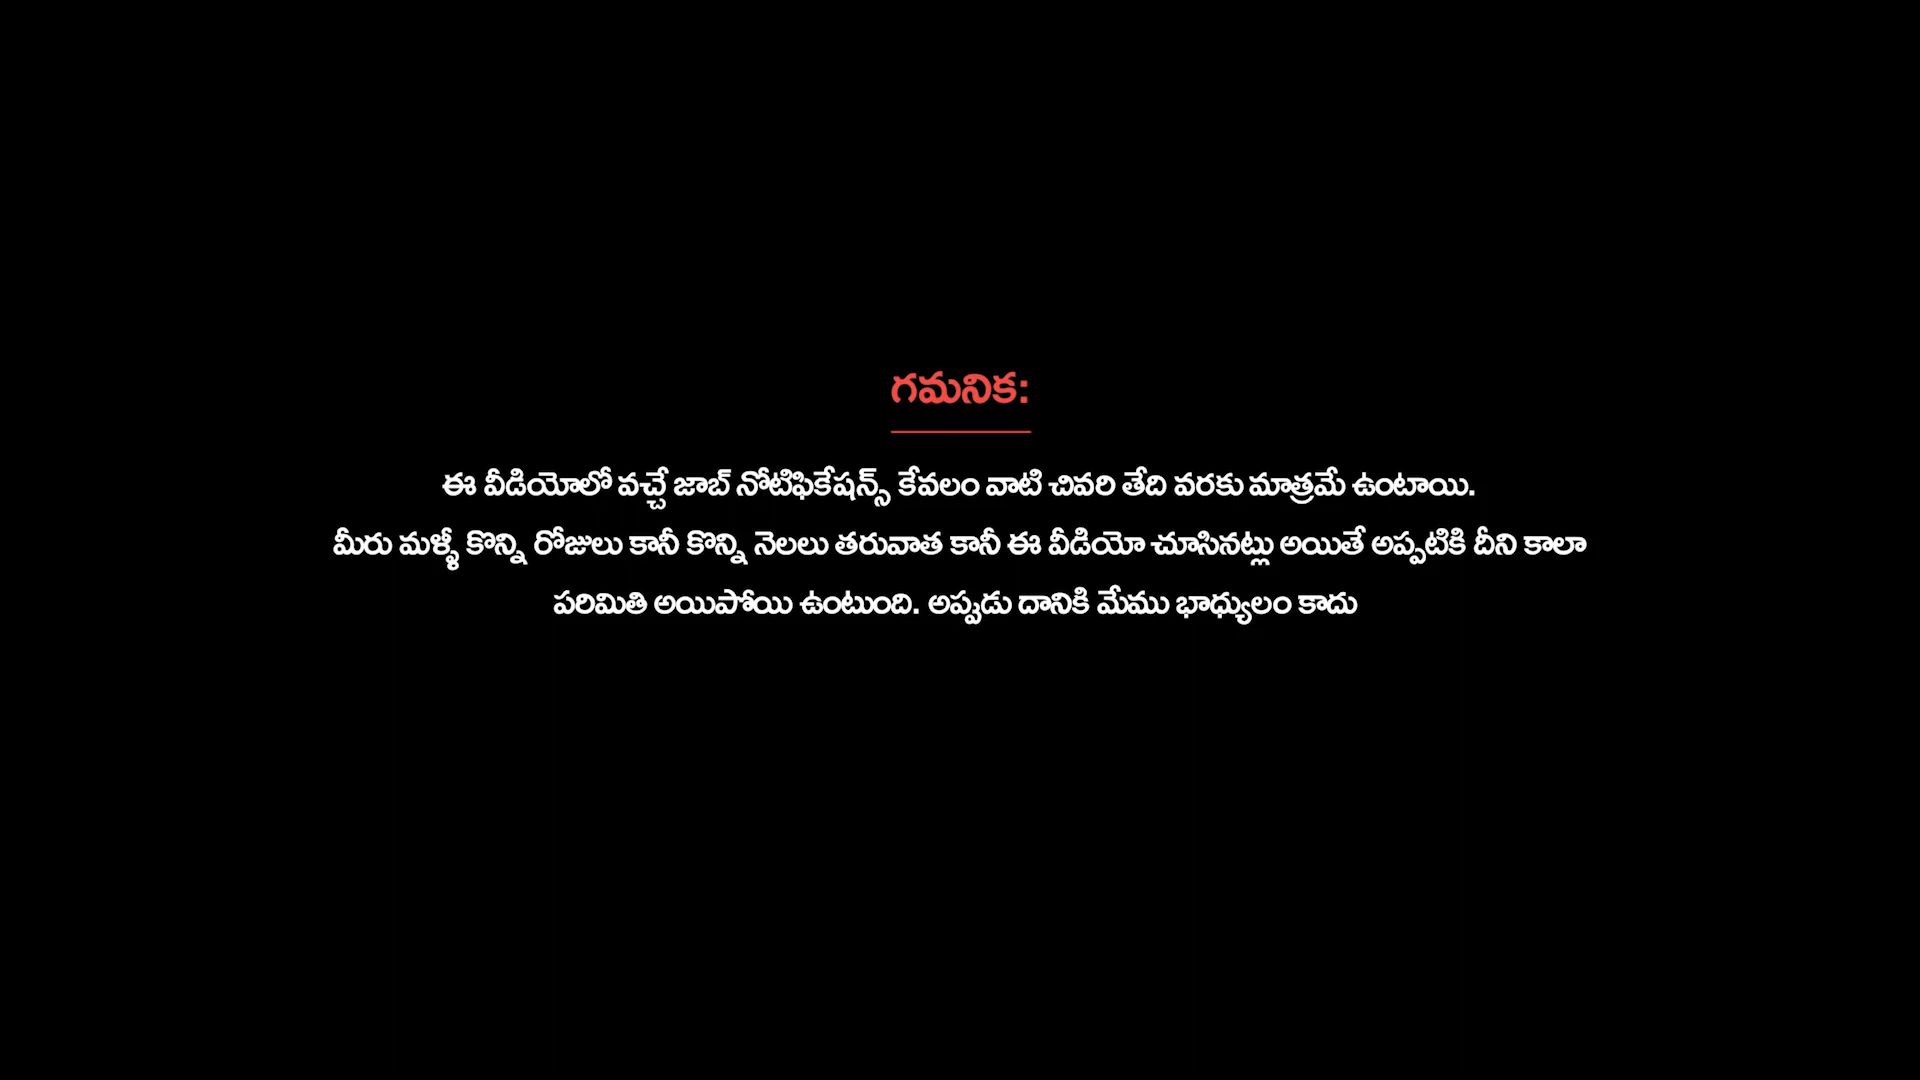 గమనిక:
ఈ వీడియోలో వచ్చే జాబ్ నోటిఫికేషన్స్ కేవలం వాటి చివరి తేది వరకు మాత్రమే ఉంటాయి.
మీరు మళ్ళీ కొన్ని రోజులు కానీ కొన్ని నెలలు తరువాత కానీ ఈ వీడియో చూసినట్లు అయితే అప్పటికి దీని కాలా
పరిమితి అయిపోయి ఉంటుంది. అప్పుడు దానికి మేము భాధ్యులం కాదు